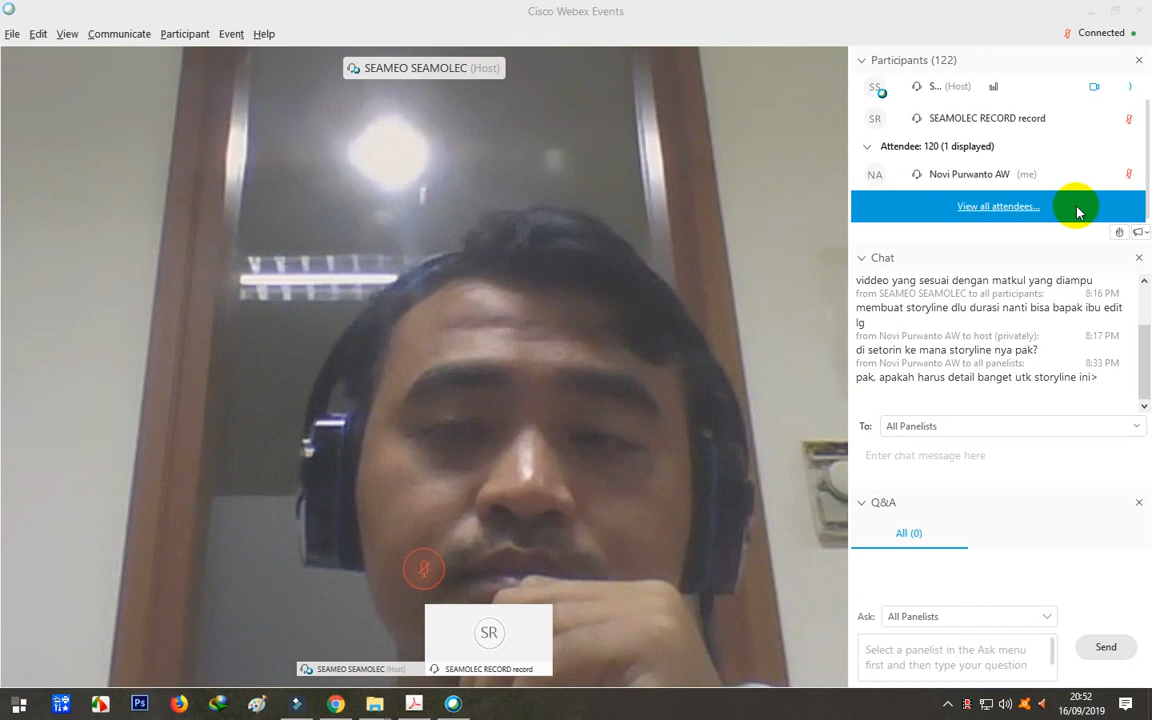 Cisco Webex Events
File Edit View Communicate Participant Event Help
Connected
SEAMEO SEAMOLEC (Host)
Participants (122)
SS S... (Host)
SR SEAMOLEC RECORD record
Attendee: 120 (1 displayed)
NA Novi Purwanto AW (me)
View all attendees...
Chat
viddeo yang sesuai dengan matkul yang diampu
from SEAMEO SEAMOLEC to all participants: 8:16 PM
membuat storyline dlu durasi nanti bisa bapak ibu edit
lg
from Novi Purwanto AW to host (privately): 8:17 PM
di setorin ke mana storyline nya pak?
from Novi Purwanto AW to all panelists: 8:33 PM
pak, apakah harus detail banget utk storyline ini>
To: All Panelists
Enter chat message here
Q&A
All (0)
Ask: All Panelists
Select a panelist in the Ask menu
first and then type your question
Send
SR
SEAMEO SEAMOLEC (Host)
SEAMOLEC RECORD record
Ps
20:52
16/09/2019